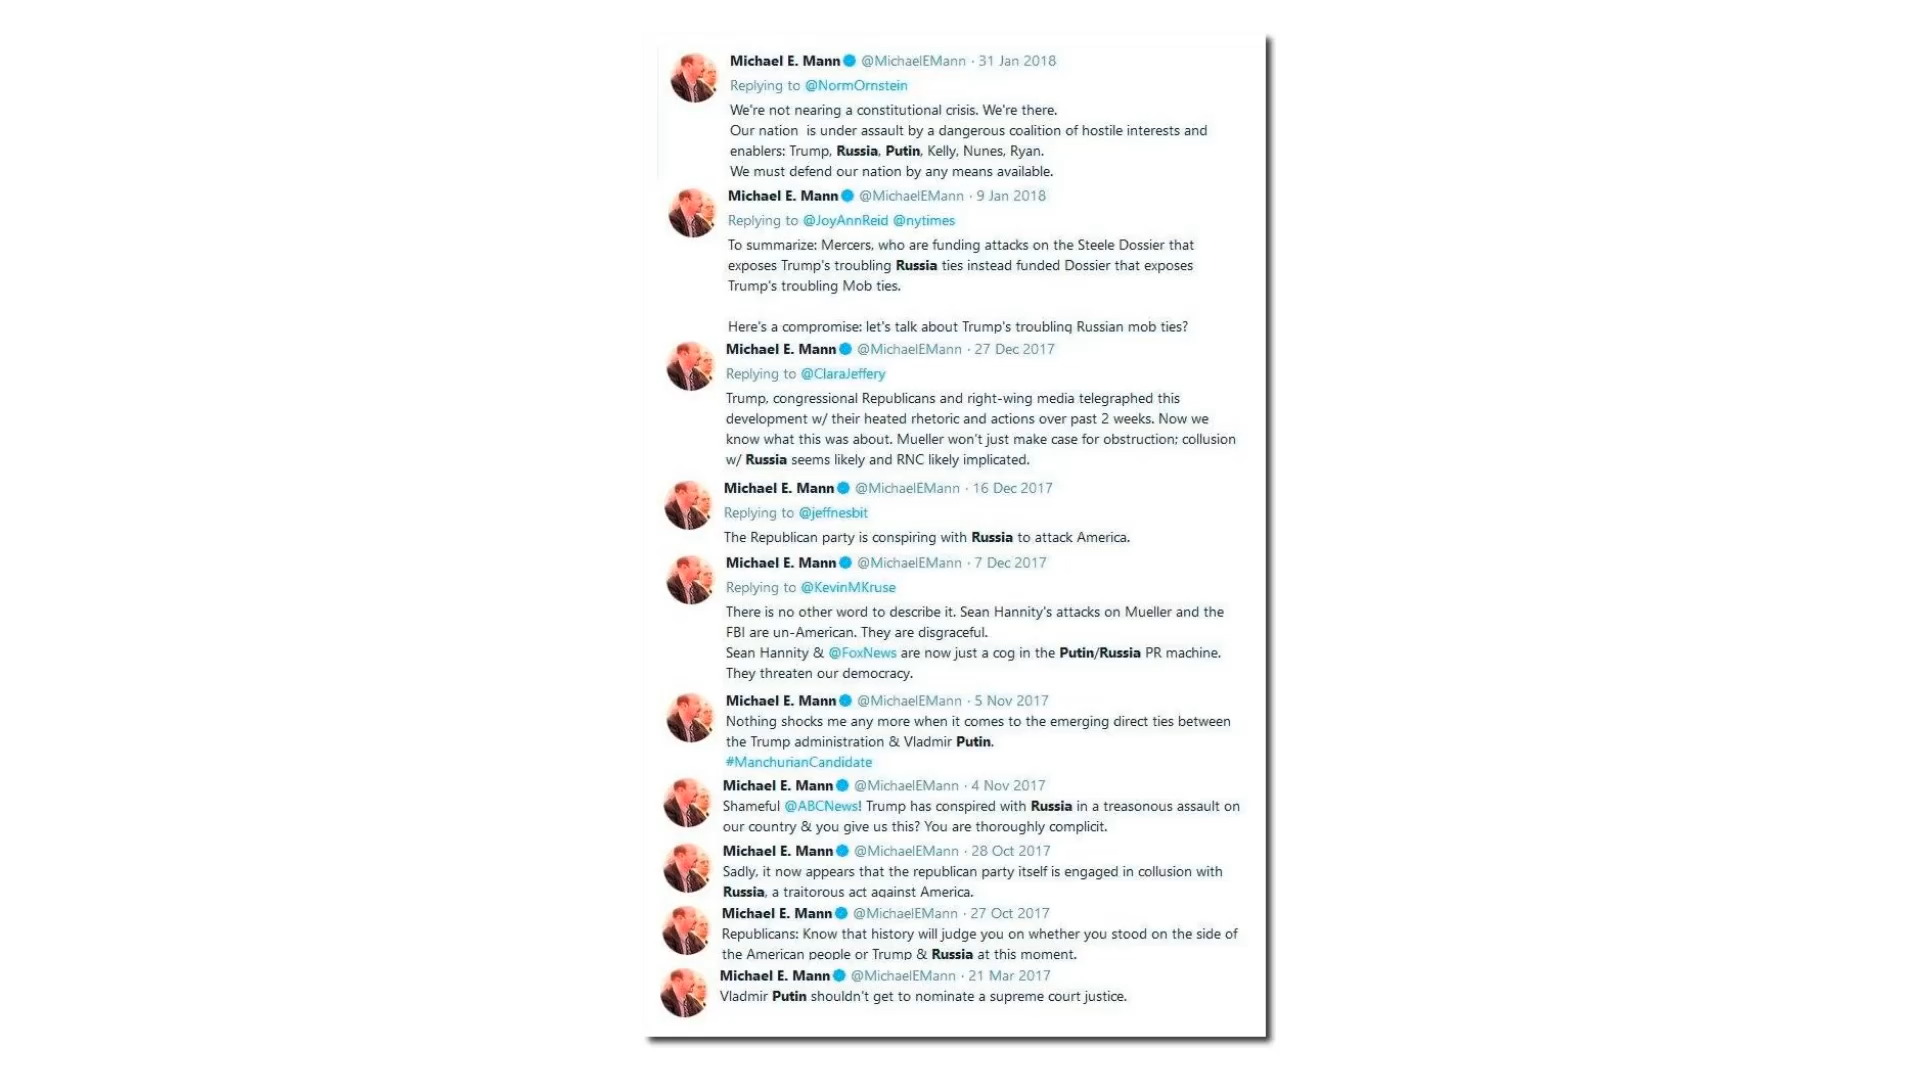 Michael E. Mann @MichaelEMann · 31 Jan 2018
Replying to @NormOrnstein
We're not nearing a constitutional crisis. We're there.
Our nation is under assault by a dangerous coalition of hostile interests and
enablers: Trump, Russia, Putin, Kelly, Nunes, Ryan.
We must defend our nation by any means available.
Michael E. Mann @MichaelEMann · 9 Jan 2018
Replying to @JoyAnnReid @nytimes
To summarize: Mercers, who are funding attacks on the Steele Dossier that
exposes Trump's troubling Russia ties instead funded Dossier that exposes
Trump's troubling Mob ties.
Here's a compromise: let's talk about Trump's troubling Russian mob ties?
Michael E. Mann @MichaelEMann · 27 Dec 2017
Replying to @ClaraJeffery
Trump, congressional Republicans and right-wing media telegraphed this
development w/ their heated rhetoric and actions over past 2 weeks. Now we
know what this was about. Mueller won't just make case for obstruction; collusion
w/ Russia seems likely and RNC likely implicated.
Michael E. Mann @MichaelEMann · 16 Dec 2017
Replying to @jeffnesbit
The Republican party is conspiring with Russia to attack America.
Michael E. Mann @MichaelEMann · 7 Dec 2017
Replying to @KevinMKruse
There is no other word to describe it. Sean Hannity's attacks on Mueller and the
FBI are un-American. They are disgraceful.
Sean Hannity & @FoxNews are now just a cog in the Putin/Russia PR machine.
They threaten our democracy.
Michael E. Mann @MichaelEMann · 5 Nov 2017
Nothing shocks me any more when it comes to the emerging direct ties between
the Trump administration & Vladmir Putin.
#ManchurianCandidate
Michael E. Mann @MichaelEMann · 4 Nov 2017
Shameful @ABCNews! Trump has conspired with Russia in a treasonous assault on
our country & you give us this? You are thoroughly complicit.
Michael E. Mann @MichaelEMann · 28 Oct 2017
Sadly, it now appears that the republican party itself is engaged in collusion with
Russia, a traitorous act against America.
Michael E. Mann @MichaelEMann · 27 Oct 2017
Republicans: Know that history will judge you on whether you stood on the side of
the American people or Trump & Russia at this moment.
Michael E. Mann @MichaelEMann · 21 Mar 2017
Vladmir Putin shouldn't get to nominate a supreme court justice.